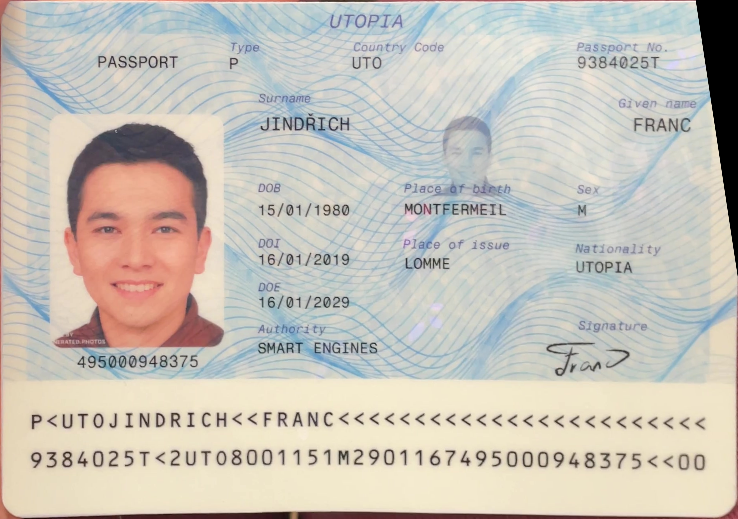 UTOPIA
PASSPORT
Type
P
Country Code
UTO
Passport No.
9384025T
Surname
JINDŘICH
Given name
FRANC
DOB
15/01/1980
Place of birth
MONTFERMEIL
Sex
M
DOI
16/01/2019
Place of issue
LOMME
Nationality
UTOPIA
DOE
16/01/2029
Authority
SMART ENGINES
Signature
Franc
495000948375
P<UTOJINDRICH<<FRANC<<<<<<<<<<<<<<<<<<<<<<<<
9384025T<2UTO8001151M2901167495000948375<<00